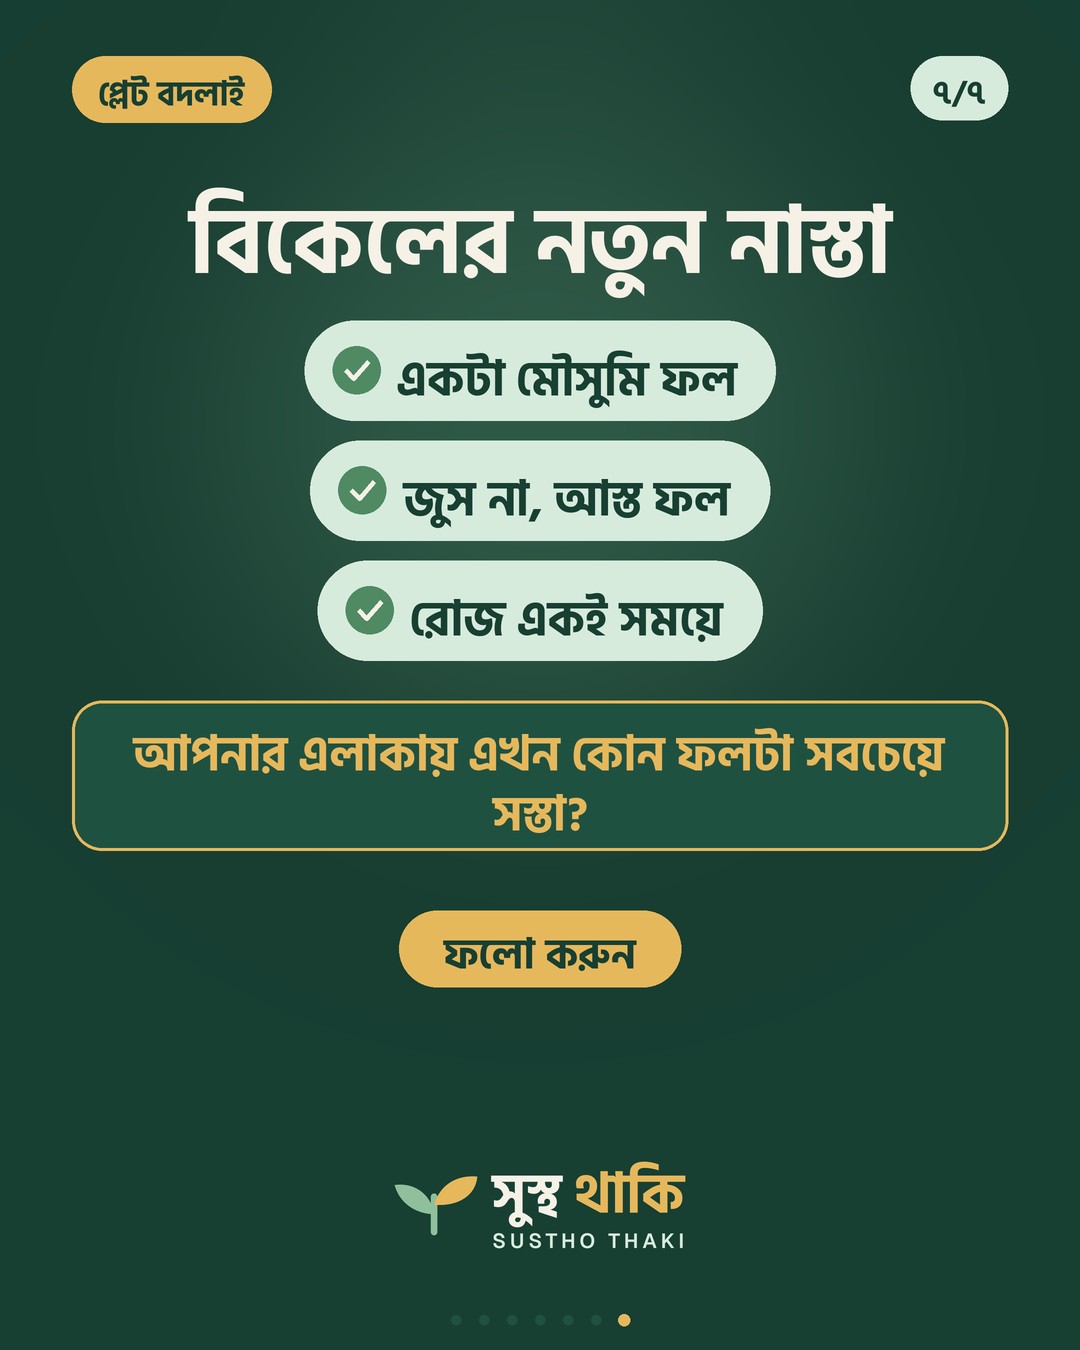 প্লেট বদলাই
৭/৭
বিকেলের নতুন নাস্তা
একটা মৌসুমি ফল
জুস না, আস্ত ফল
রোজ একই সময়ে
আপনার এলাকায় এখন কোন ফলটা সবচেয়ে
সস্তা?
ফলো করুন
সুস্থ থাকি
SUSTHO THAKI